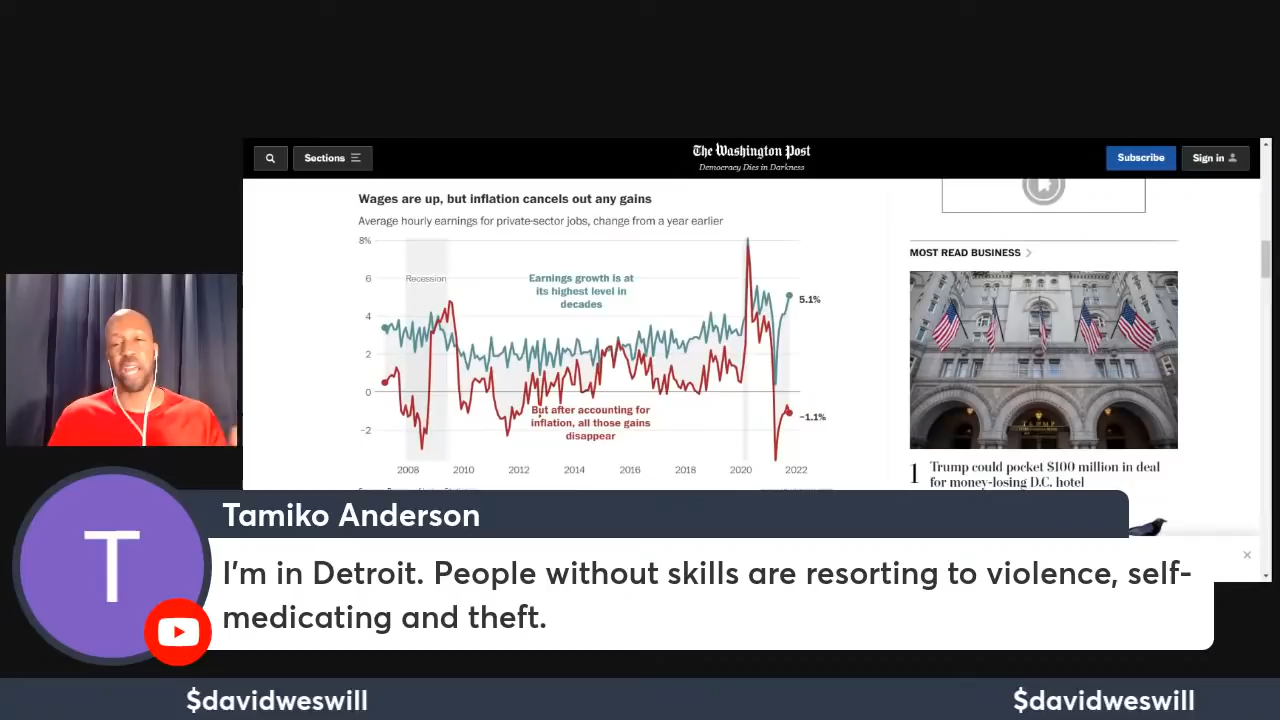 Sections
The Washington Post
Democracy Dies in Darkness
Subscribe
Sign in
Wages are up, but inflation cancels out any gains
Average hourly earnings for private-sector jobs, change from a year earlier
8%
6
4
2
0
-2
Recession
Earnings growth is at
its highest level in
decades
5.1%
But after accounting for
inflation, all those gains
disappear
-1.1%
2008 2010 2012 2014 2016 2018 2020 2022
MOST READ BUSINESS
TRUMP
1 Trump could pocket $100 million in deal
for money-losing D.C. hotel
T
Tamiko Anderson
I'm in Detroit. People without skills are resorting to violence, self-
medicating and theft.
$davidweswill
$davidweswill